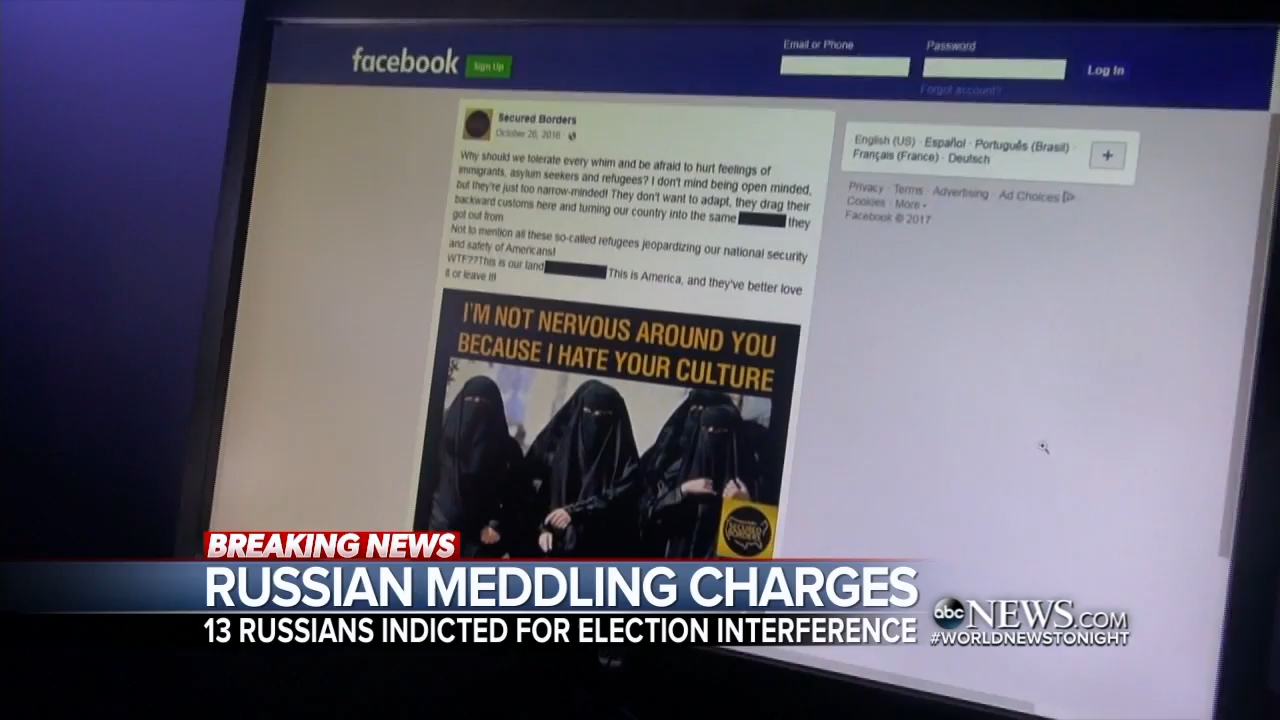 facebook
Sign Up
Email or Phone
Password
Log In
Forgot account?
Secured Borders
October 26, 2016 ·
Why should we tolerate every whim and be afraid to hurt feelings of
immigrants, asylum seekers and refugees? I don't mind being open minded,
but they're just too narrow-minded! They don't want to adapt, they drag their
backward customs here and turning our country into the same they
got out from
Not to mention all these so-called refugees jeopardizing our national security
and safety of Americans!
WTF??This is our land This is America, and they've better love
it or leave it!
I'M NOT NERVOUS AROUND YOU
BECAUSE I HATE YOUR CULTURE
SECURED
BORDERS
English (US) · Español · Português (Brasil) ·
Français (France) · Deutsch
+
Privacy · Terms · Advertising · Ad Choices
Cookies · More
Facebook © 2017
BREAKING NEWS
RUSSIAN MEDDLING CHARGES
13 RUSSIANS INDICTED FOR ELECTION INTERFERENCE
abc NEWS.COM
#WORLDNEWSTONIGHT